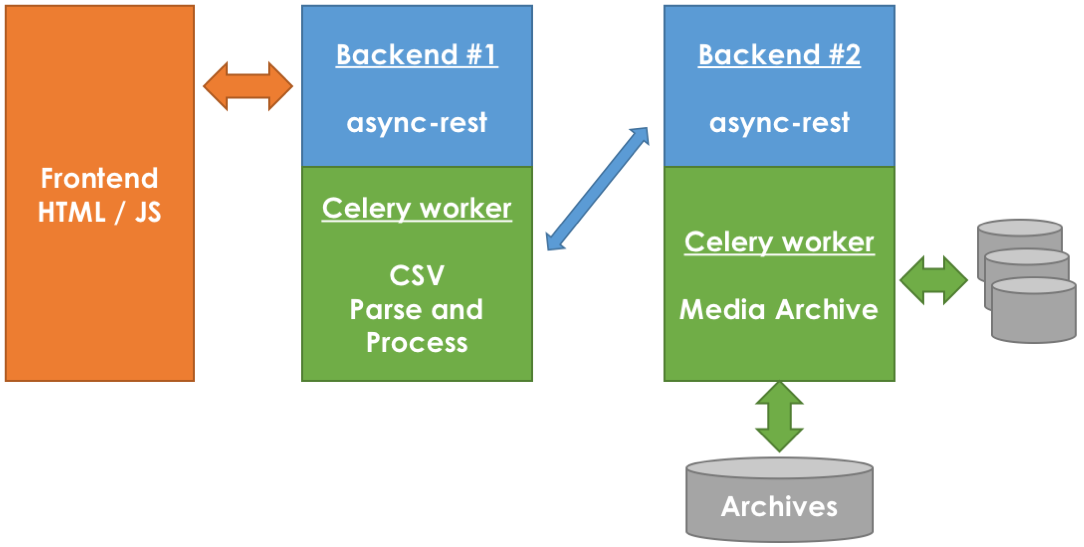 Frontend
HTML / JS
Backend #1
async-rest
Celery worker
CSV
Parse and
Process
Backend #2
async-rest
Celery worker
Media Archive
Archives